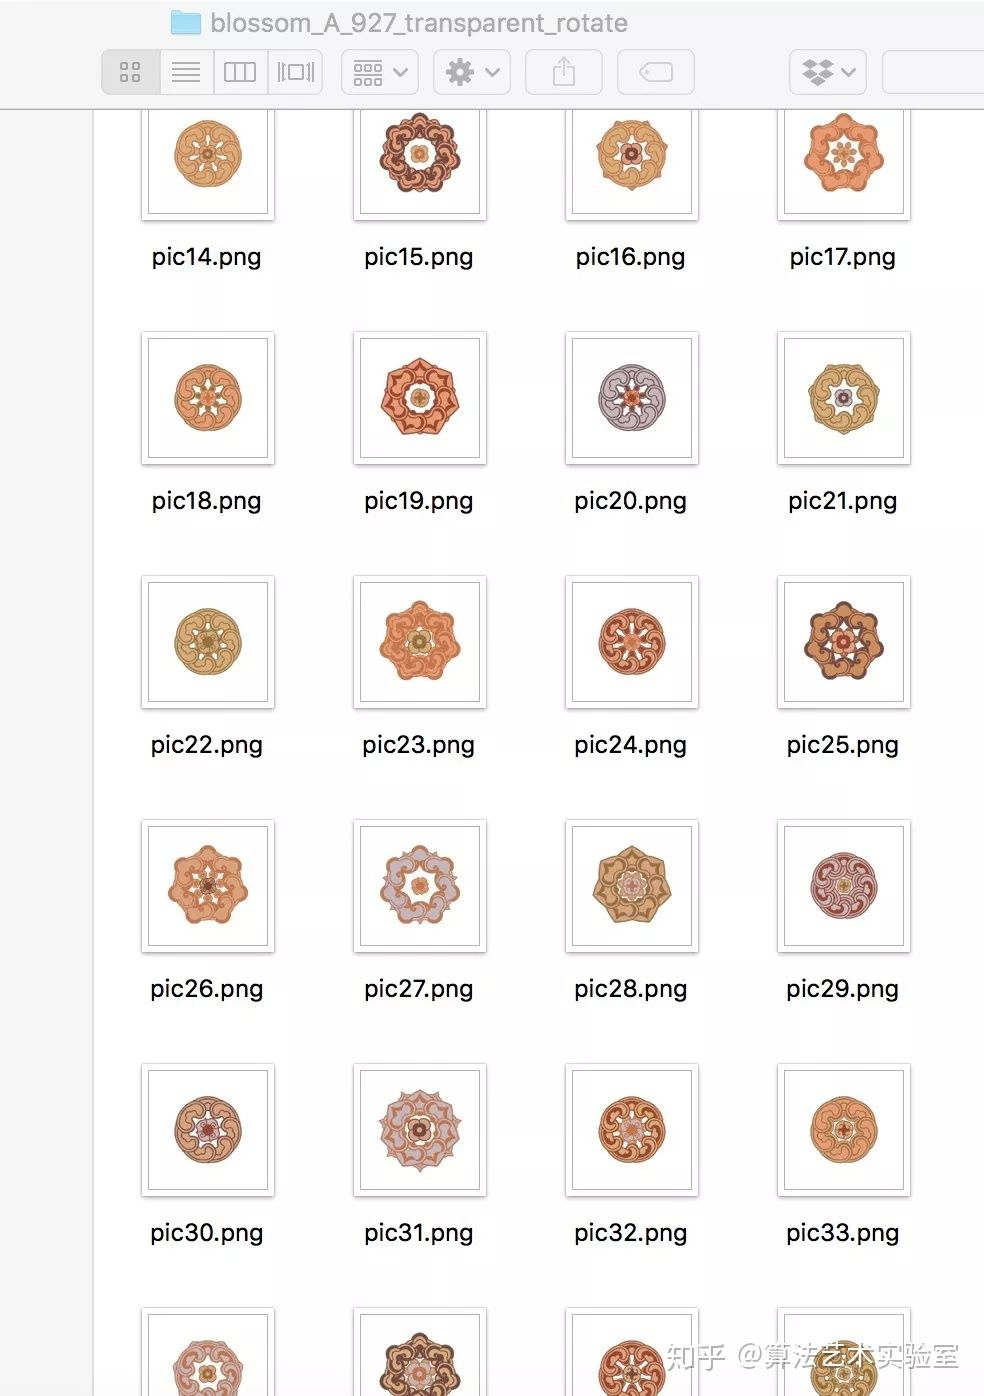 blossom_A_927_transparent_rotate
pic14.png pic15.png pic16.png pic17.png
pic18.png pic19.png pic20.png pic21.png
pic22.png pic23.png pic24.png pic25.png
pic26.png pic27.png pic28.png pic29.png
pic30.png pic31.png pic32.png pic33.png
知乎 @算法艺术实验室